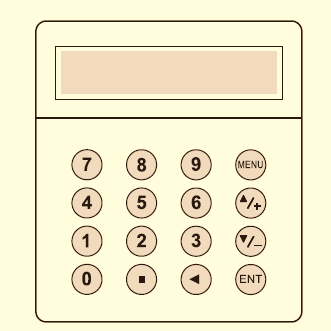 7 8 9 MENU
4 5 6 ▲/+
1 2 3 ▼/−
0 ■ ◀ ENT